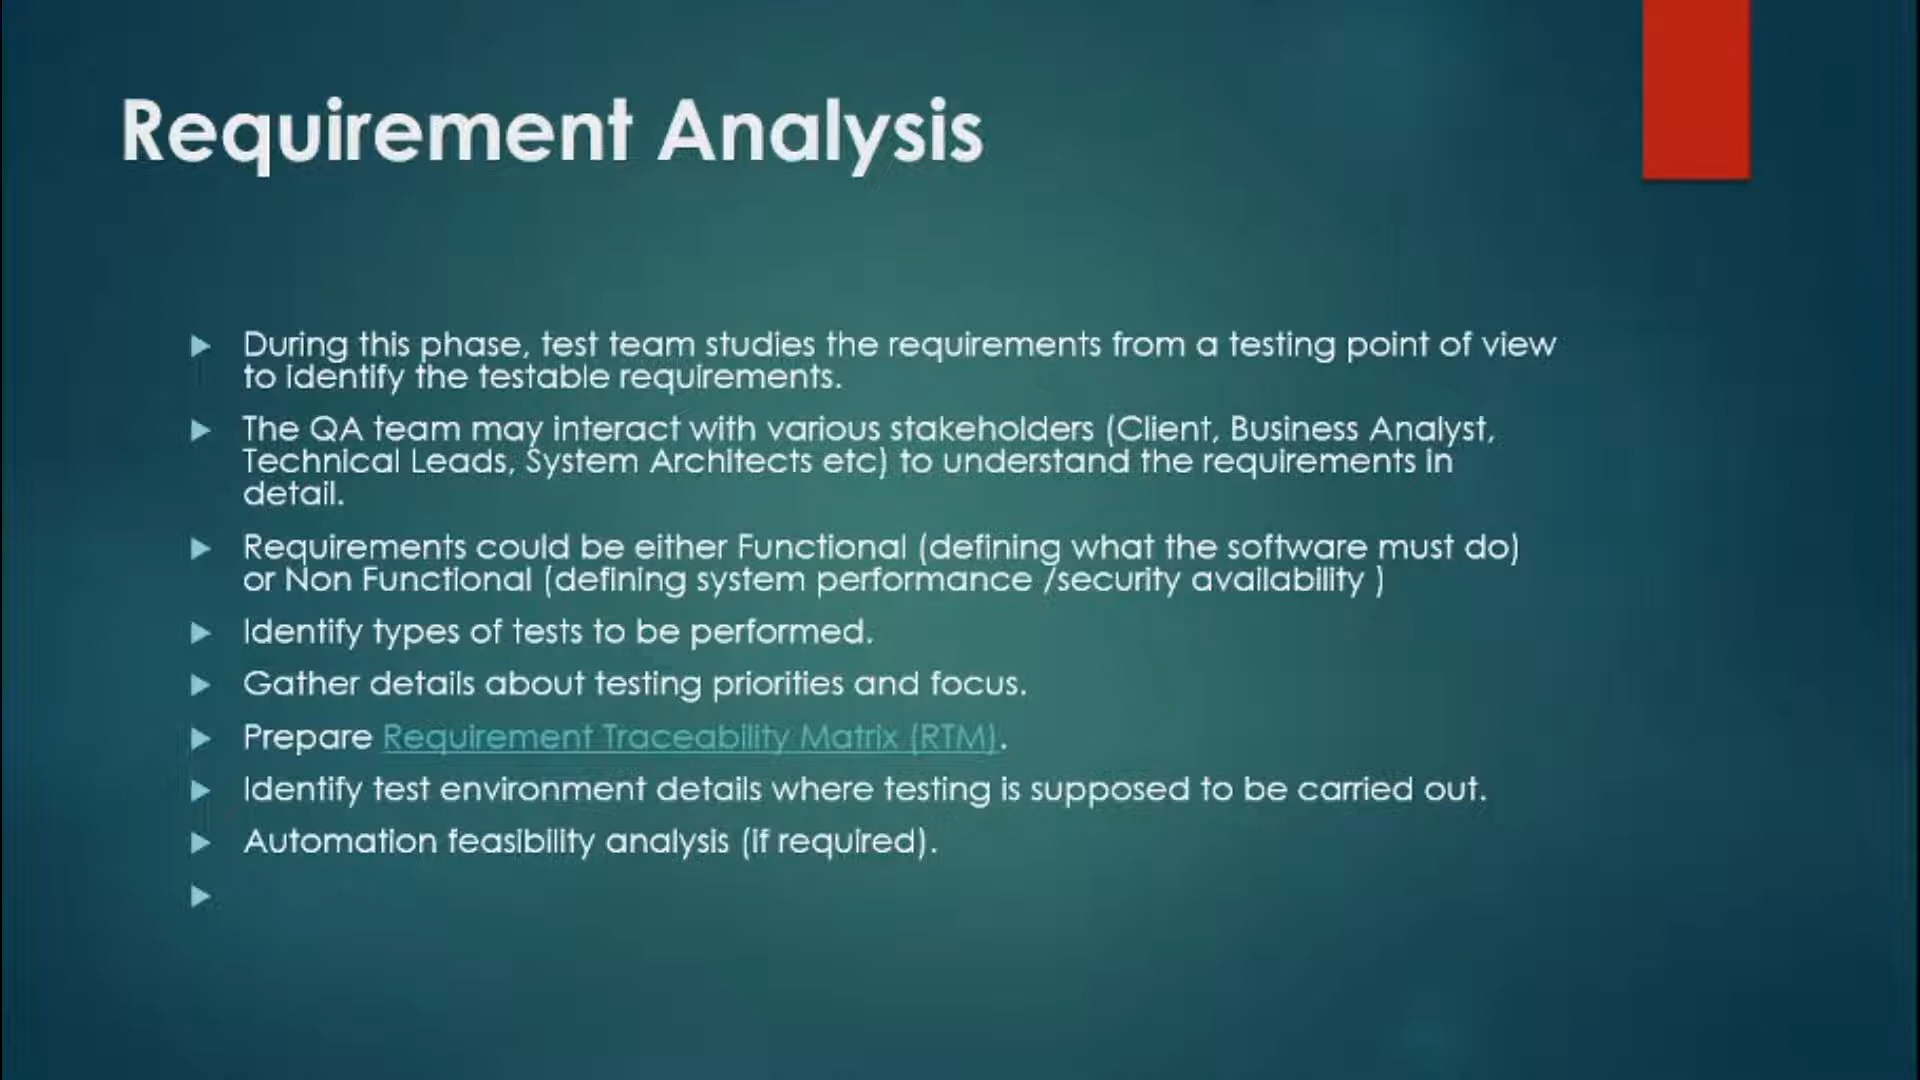 Requirement Analysis
During this phase, test team studies the requirements from a testing point of view
to identify the testable requirements.
The QA team may interact with various stakeholders (Client, Business Analyst,
Technical Leads, System Architects etc) to understand the requirements in
detail.
Requirements could be either Functional (defining what the software must do)
or Non Functional (defining system performance /security availability )
Identify types of tests to be performed.
Gather details about testing priorities and focus.
Prepare Requirement Traceability Matrix (RTM).
Identify test environment details where testing is supposed to be carried out.
Automation feasibility analysis (if required).